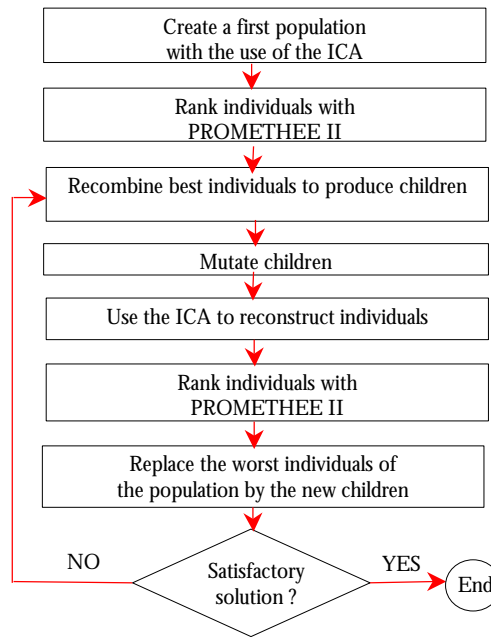 Create a first population
with the use of the ICA
Rank individuals with
PROMETHEE II
Recombine best individuals to produce children
Mutate children
Use the ICA to reconstruct individuals
Rank individuals with
PROMETHEE II
Replace the worst individuals of
the population by the new children
NO
YES
Satisfactory
solution ?
End